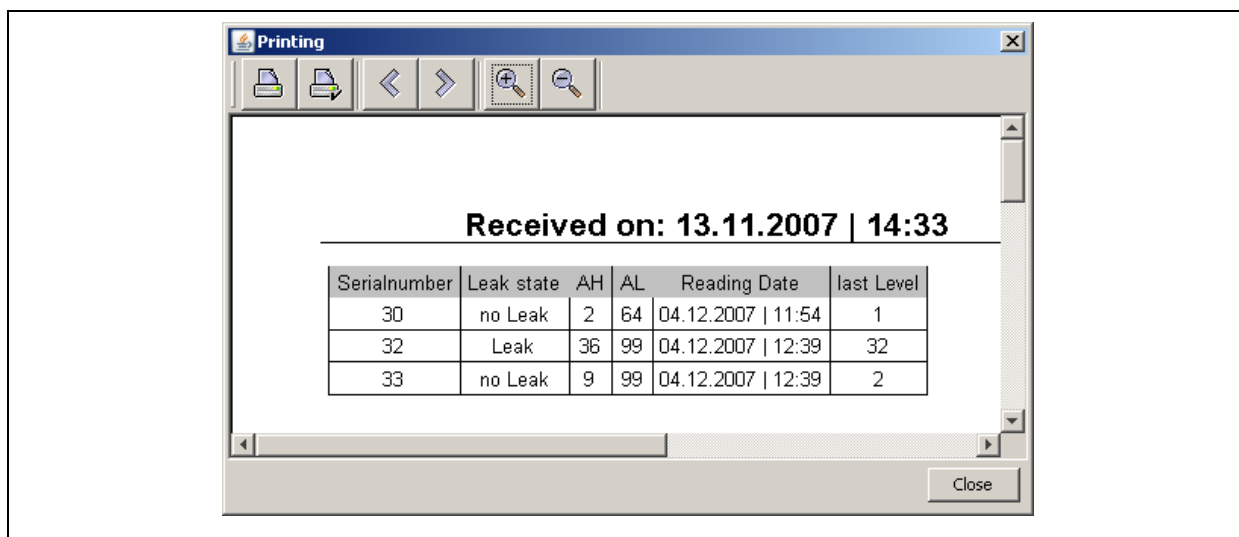 Printing
Received on: 13.11.2007 | 14:33
Serialnumber Leak state AH AL Reading Date last Level
30 no Leak 2 64 04.12.2007 | 11:54 1
32 Leak 36 99 04.12.2007 | 12:39 32
33 no Leak 9 99 04.12.2007 | 12:39 2
Close